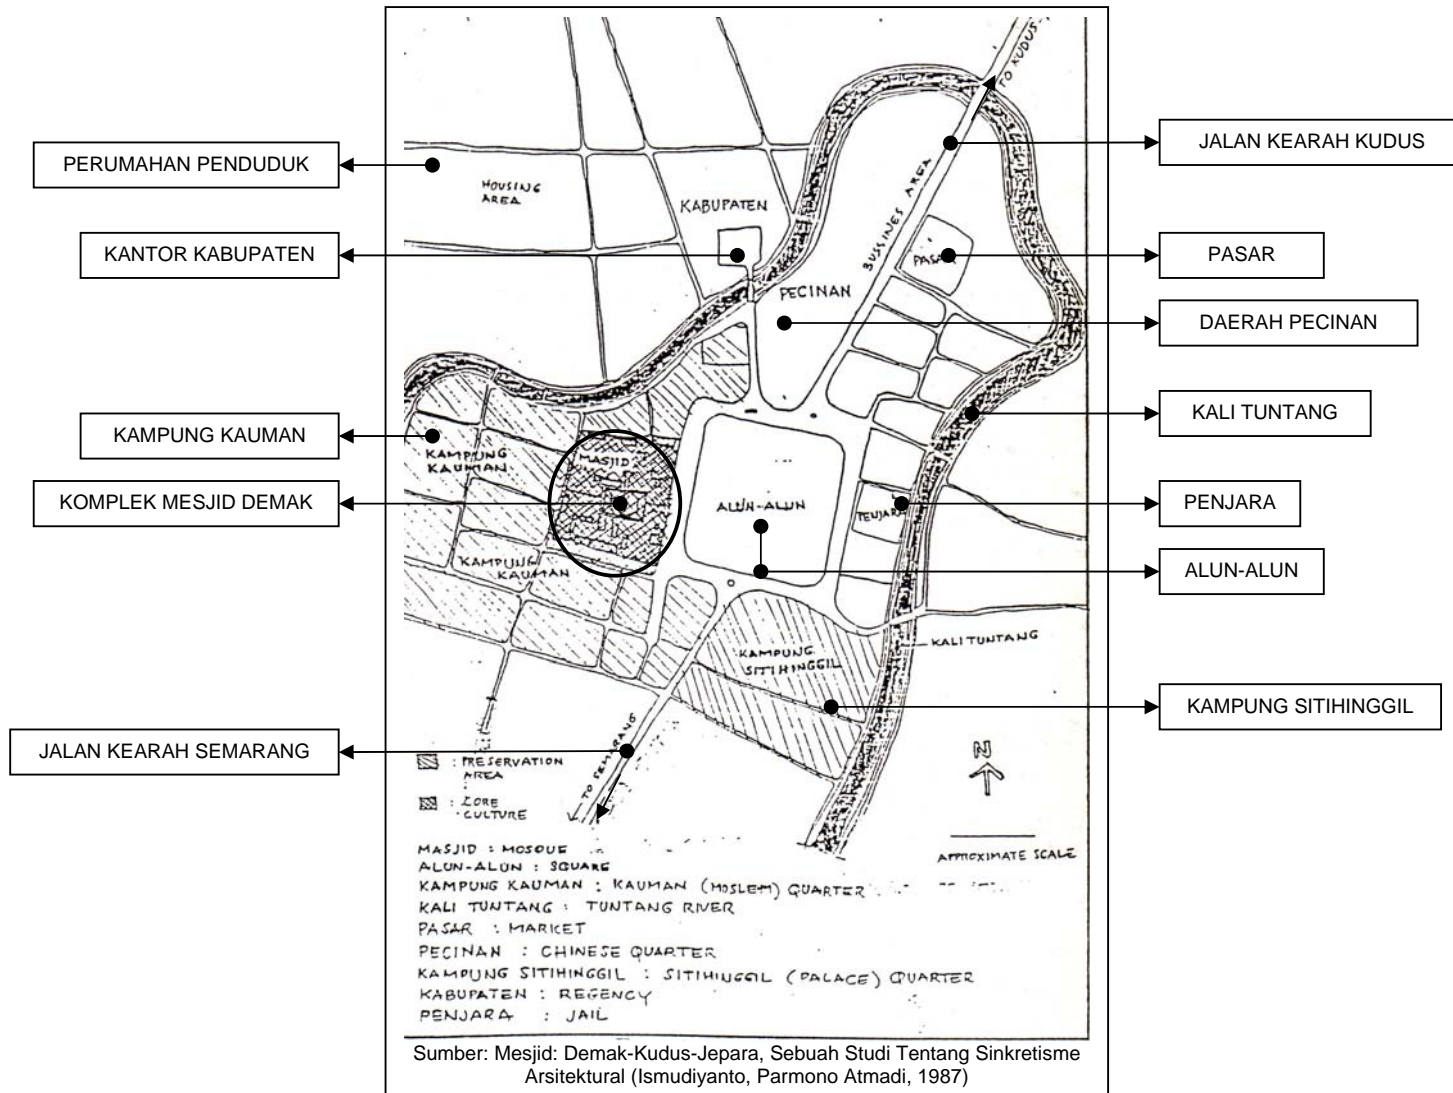 PERUMAHAN PENDUDUK
KANTOR KABUPATEN
KAMPUNG KAUMAN
KOMPLEK MESJID DEMAK
JALAN KEARAH SEMARANG
JALAN KEARAH KUDUS
PASAR
DAERAH PECINAN
KALI TUNTANG
PENJARA
ALUN-ALUN
KAMPUNG SITIHINGGIL
TO KUDUS
HOUSING
AREA
KABUPATEN
BUSSINES AREA
PASAR
PECINAN
KAMPUNG
KAUMAN
MASJID
ALUN-ALUN
PENJARA
KAMPUNG
KAUMAN
KAMPUNG
SITIHINGGIL
KALI TUNTANG
TO SEMARANG
N
: PRESERVATION
AREA
: CORE
CULTURE
APPROXIMATE SCALE
MASJID : MOSQUE
ALUN-ALUN : SQUARE
KAMPUNG KAUMAN : KAUMAN (MOSLEM) QUARTER
KALI TUNTANG : TUNTANG RIVER
PASAR : MARKET
PECINAN : CHINESE QUARTER
KAMPUNG SITIHINGGIL : SITIHINGGIL (PALACE) QUARTER
KABUPATEN : REGENCY
PENJARA : JAIL
Sumber: Mesjid: Demak-Kudus-Jepara, Sebuah Studi Tentang Sinkretisme
Arsitektural (Ismudiyanto, Parmono Atmadi, 1987)